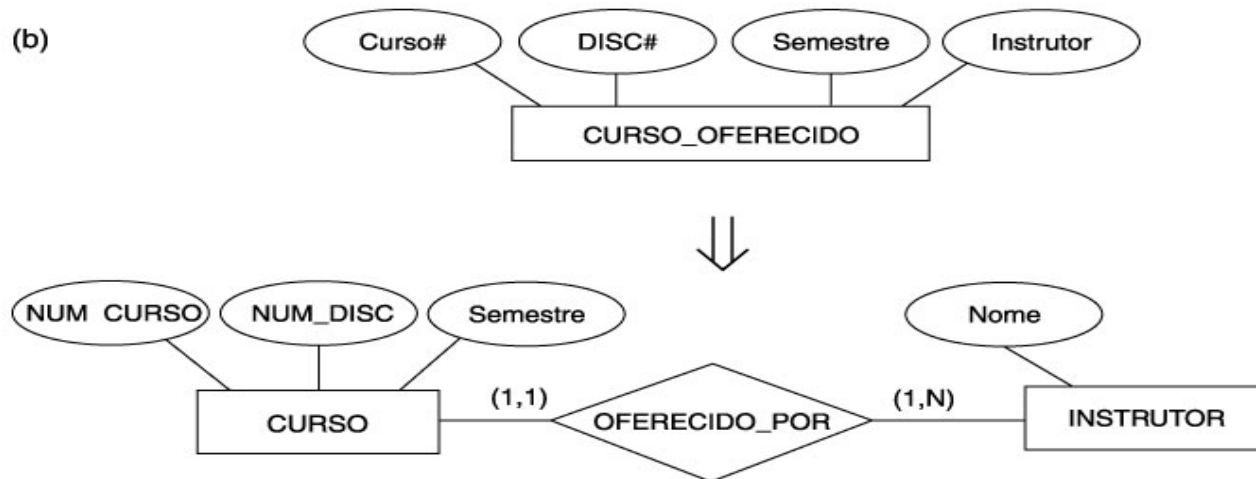 (b)
Curso# DISC# Semestre Instrutor
CURSO_OFERECIDO
NUM CURSO NUM_DISC Semestre Nome
(1,1) (1,N)
CURSO OFERECIDO_POR INSTRUTOR